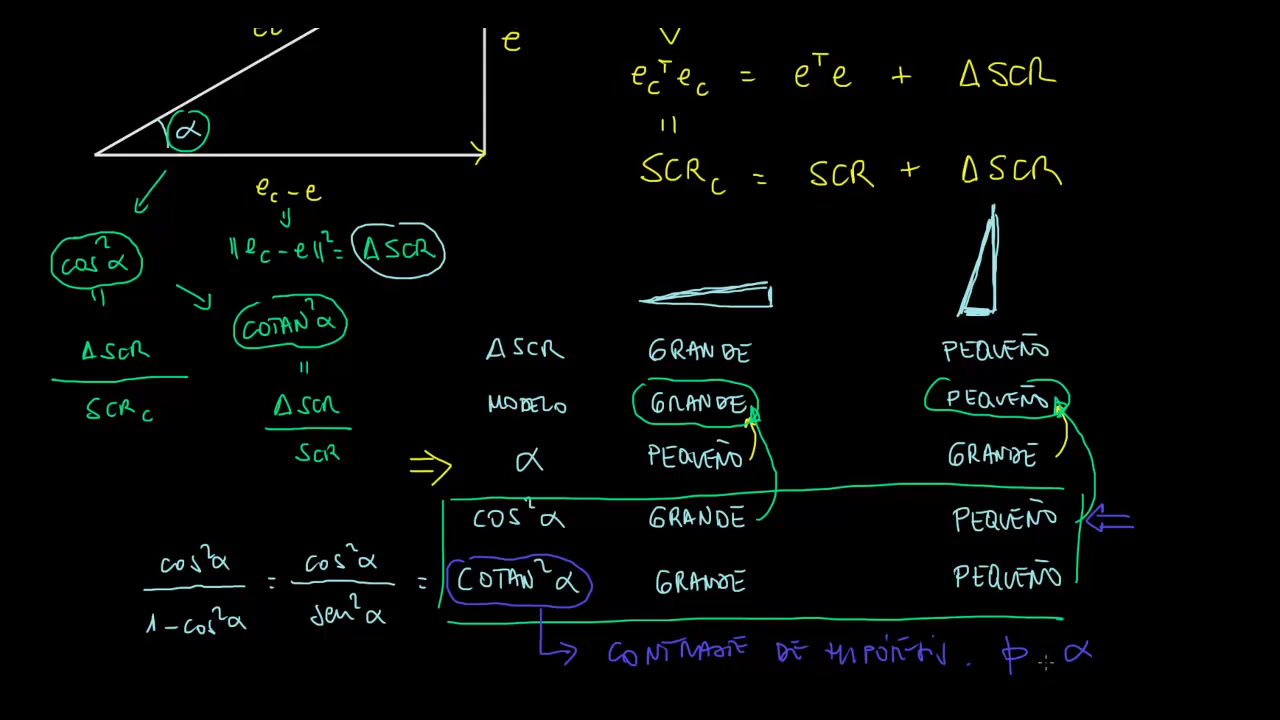 e
α
e_c - e
||e_c - e||² = ΔSCR
cos²α
=
ΔSCR
SCR_c
COTAN²α
=
ΔSCR
SCR
e_c^T e_c = e^T e + ΔSCR
=
SCR_c = SCR + ΔSCR
ΔSCR GRANDE PEQUEÑO
MODELO GRANDE PEQUEÑO
α PEQUEÑO GRANDE
COS²α GRANDE PEQUEÑO
cos²α / 1 - cos²α = cos²α / sen²α = COTAN²α GRANDE PEQUEÑO
CONTRASTE DE HIPÓTESIS. p α